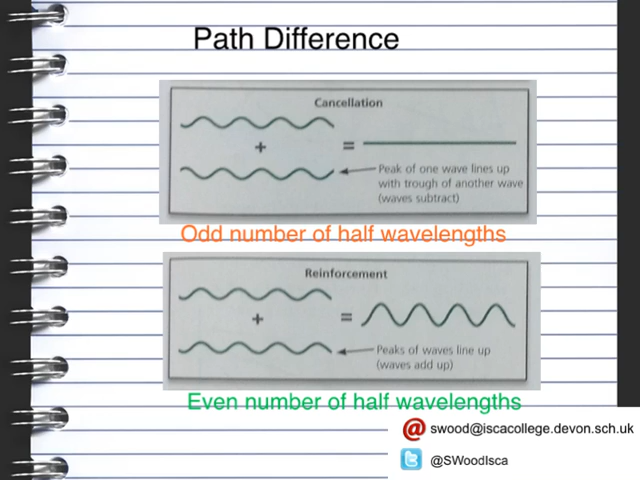 Path Difference
Cancellation
+
=
Peak of one wave lines up
with trough of another wave
(waves subtract)
Odd number of half wavelengths
Reinforcement
+
=
Peaks of waves line up
(waves add up)
Even number of half wavelengths
@ swood@iscacollege.devon.sch.uk
@SWoodIsca